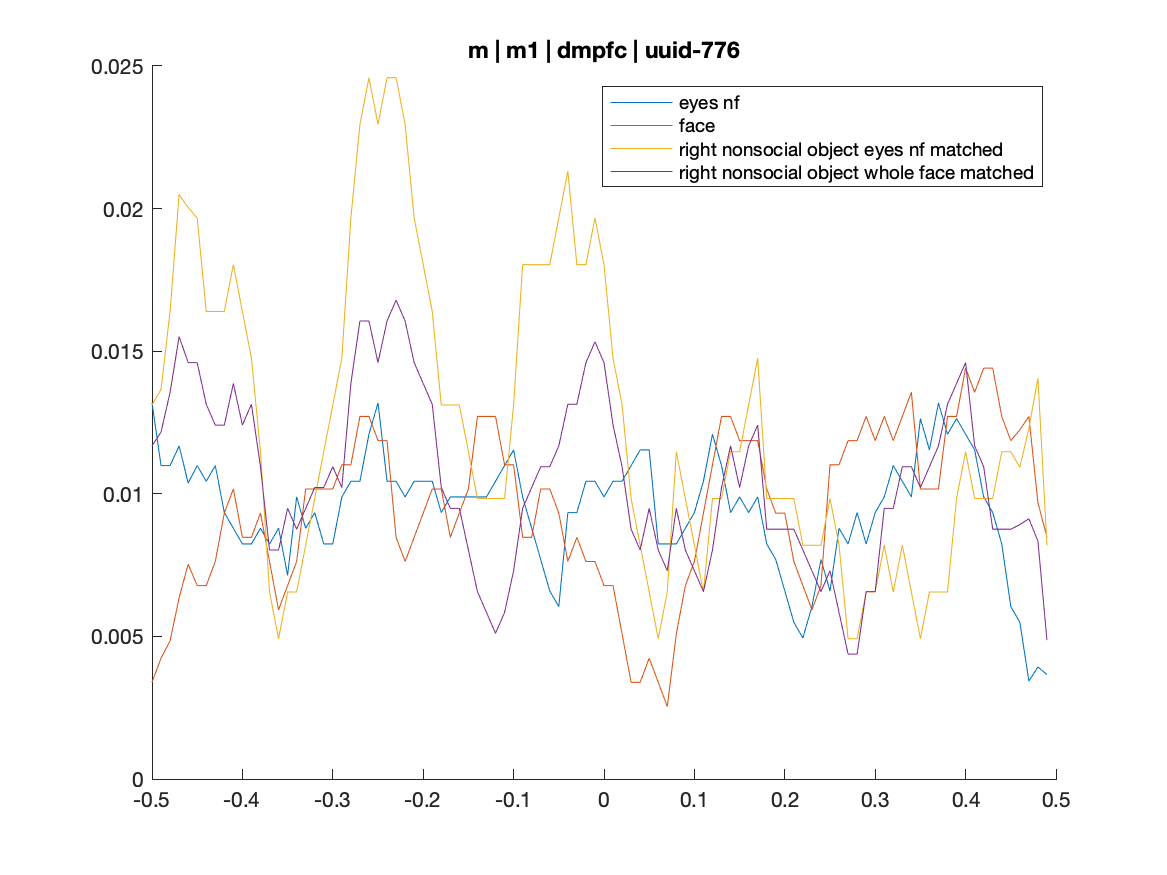 m | m1 | dmpfc | uuid-776
0.025
eyes nf
face
right nonsocial object eyes nf matched
right nonsocial object whole face matched
0.02
0.015
0.01
0.005
0
-0.5 -0.4 -0.3 -0.2 -0.1 0 0.1 0.2 0.3 0.4 0.5